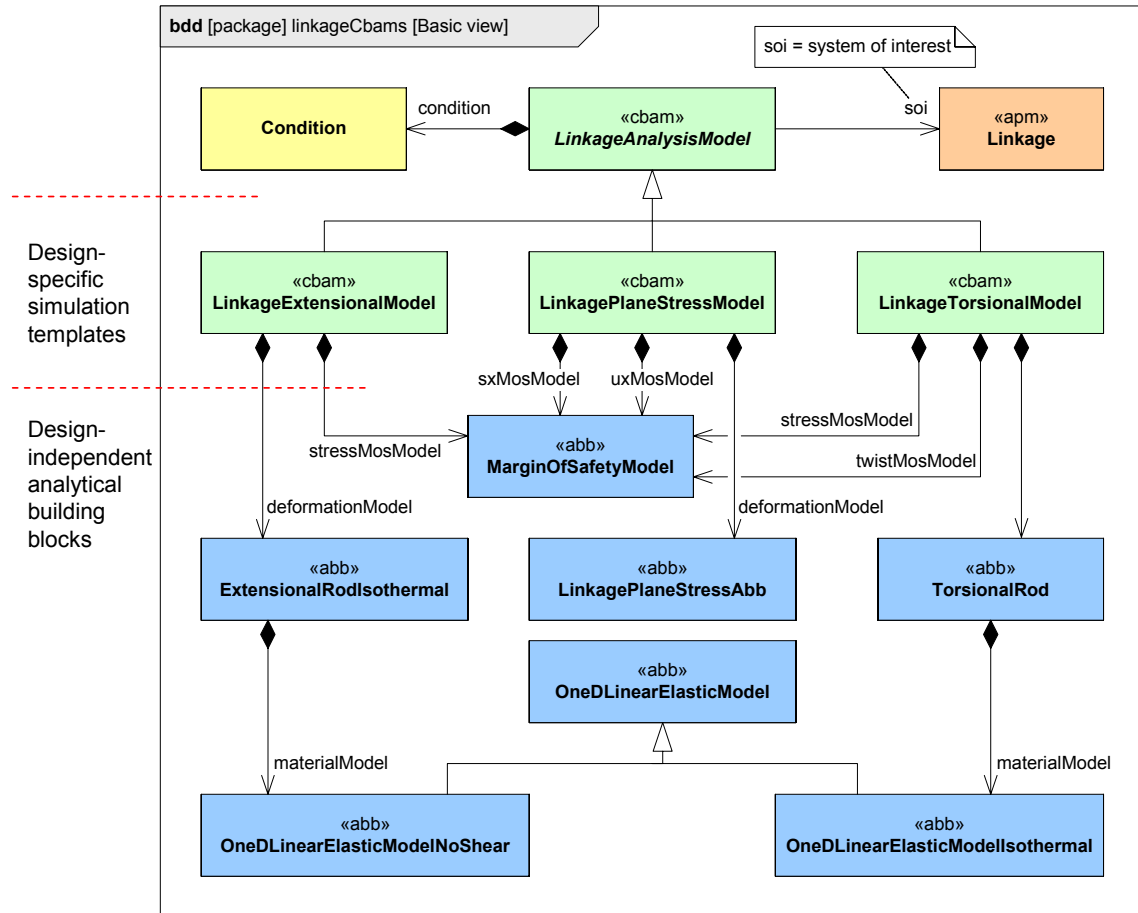 bdd [package] linkageCbams [Basic view]
soi = system of interest
condition
soi
Condition
«cbam»
LinkageAnalysisModel
«apm»
Linkage
Design-
specific
simulation
templates
«cbam»
LinkageExtensionalModel
«cbam»
LinkagePlaneStressModel
«cbam»
LinkageTorsionalModel
sxMosModel
uxMosModel
Design-
independent
analytical
building
blocks
stressMosModel
stressMosModel
«abb»
MarginOfSafetyModel
twistMosModel
deformationModel
deformationModel
«abb»
ExtensionalRodIsothermal
«abb»
LinkagePlaneStressAbb
«abb»
TorsionalRod
«abb»
OneDLinearElasticModel
materialModel
materialModel
«abb»
OneDLinearElasticModelNoShear
«abb»
OneDLinearElasticModelIsothermal